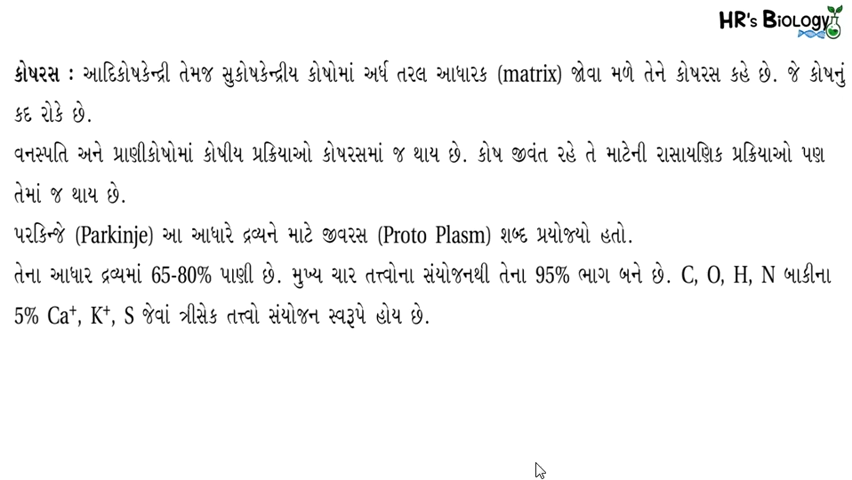 HR's Biology
કોષરસ : આદિકોષકેન્દ્રી તેમજ સુકોષકેન્દ્રીય કોષોમાં અર્ધ તરલ આધારક (matrix) જોવા મળે તેને કોષરસ કહે છે. જે કોષનું
કદ રોકે છે.
વનસ્પતિ અને પ્રાણીકોષોમાં કોષીય પ્રક્રિયાઓ કોષરસમાં જ થાય છે. કોષ જીવંત રહે તે માટેની રાસાયણિક પ્રક્રિયાઓ પણ
તેમાં જ થાય છે.
પરકિન્જે (Parkinje) આ આધારે દ્રવ્યને માટે જીવરસ (Proto Plasm) શબ્દ પ્રયોજ્યો હતો.
તેના આધાર દ્રવ્યમાં 65-80% પાણી છે. મુખ્ય ચાર તત્ત્વોના સંયોજનથી તેના 95% ભાગ બને છે. C, O, H, N બાકીના
5% Ca⁺, K⁺, S જેવાં ત્રીસેક તત્ત્વો સંયોજન સ્વરૂપે હોય છે.